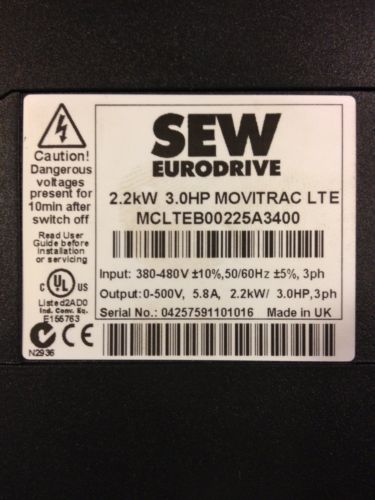 SEW
EURODRIVE
Caution!
Dangerous
voltages
present for
10min after
switch off
Read User
Guide before
installation
or servicing
C UL US
Listed2AD0
Ind. Conv. Eq.
E155763
N2936
CE
2.2kW 3.0HP MOVITRAC LTE
MCLTEB00225A3400
Input: 380-480V ±10%,50/60Hz ±5%, 3ph
Output: 0-500V, 5.8A, 2.2kW/ 3.0HP,3ph
Serial No.: 04257591101016 Made in UK